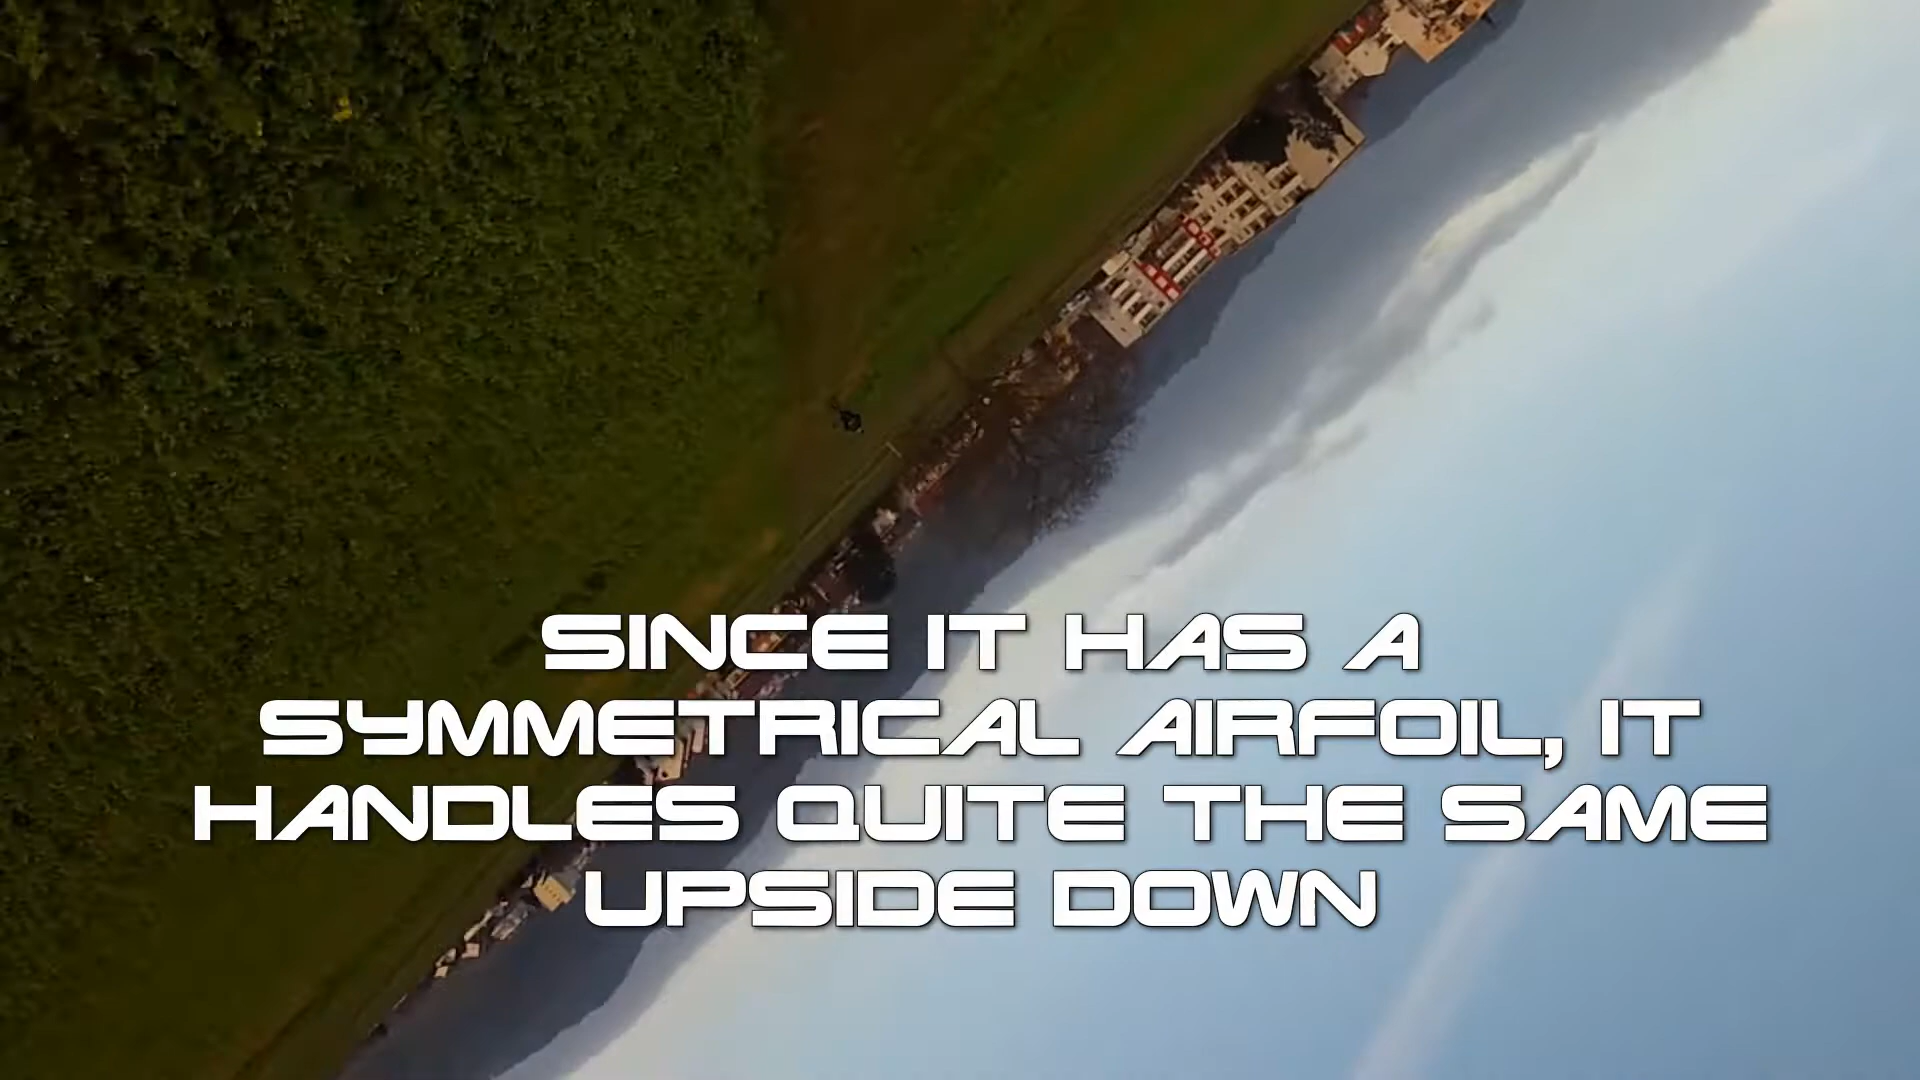 SINCE IT HAS A
SYMMETRICAL AIRFOIL, IT
HANDLES QUITE THE SAME
UPSIDE DOWN